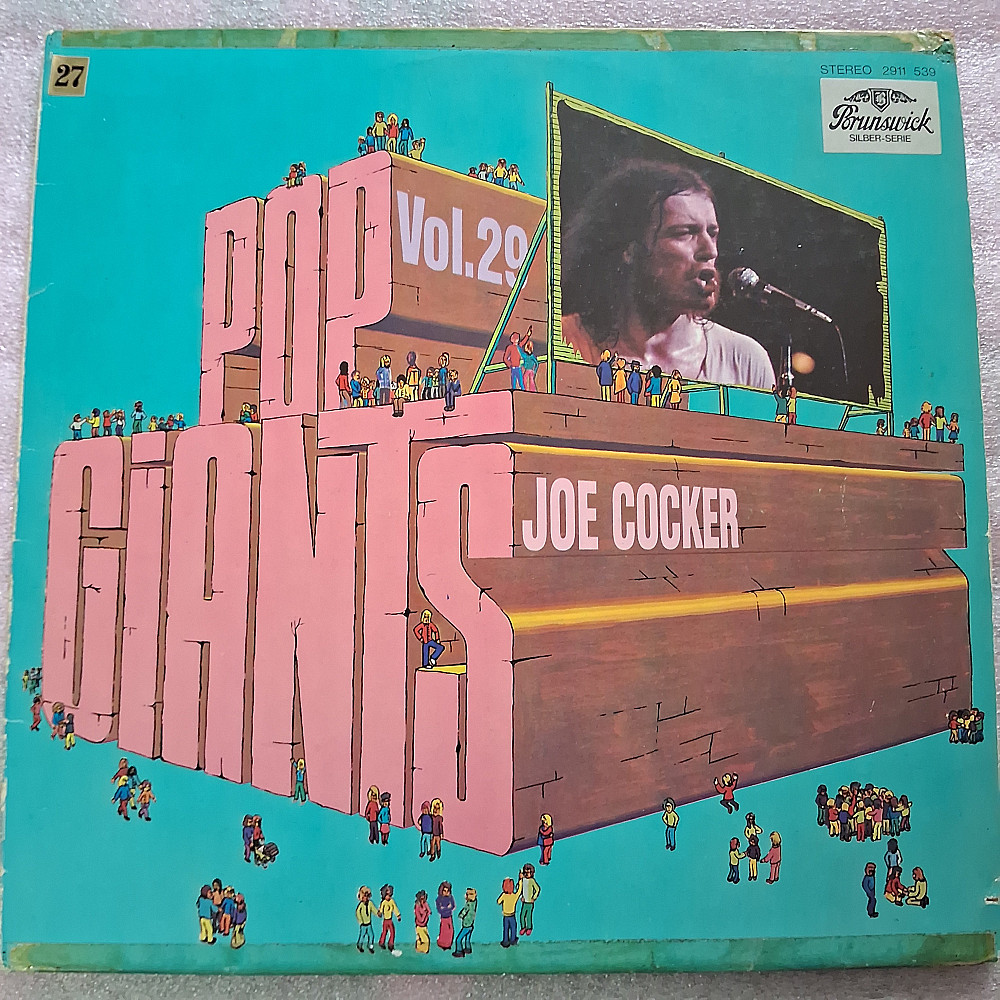 27
STEREO 2911 539
Brunswick
SILBER-SERIE
POP
Vol.29
GiANTS
JOE COCKER